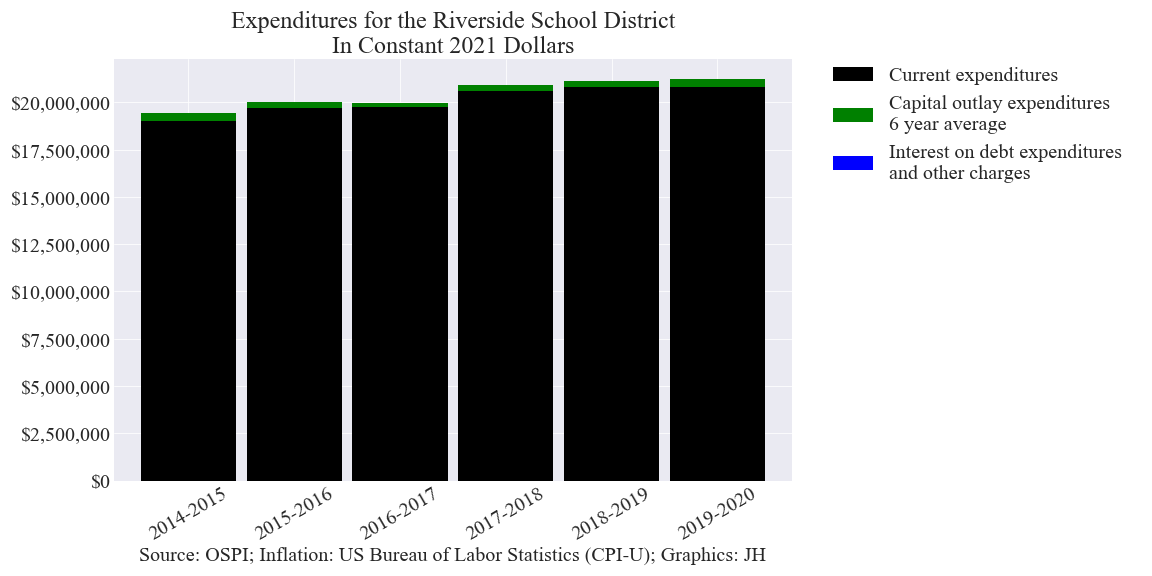 Expenditures for the Riverside School District
In Constant 2021 Dollars
Current expenditures
Capital outlay expenditures
6 year average
Interest on debt expenditures
and other charges
$20,000,000
$17,500,000
$15,000,000
$12,500,000
$10,000,000
$7,500,000
$5,000,000
$2,500,000
$0
2014-2015
2015-2016
2016-2017
2017-2018
2018-2019
2019-2020
Source: OSPI; Inflation: US Bureau of Labor Statistics (CPI-U); Graphics: JH